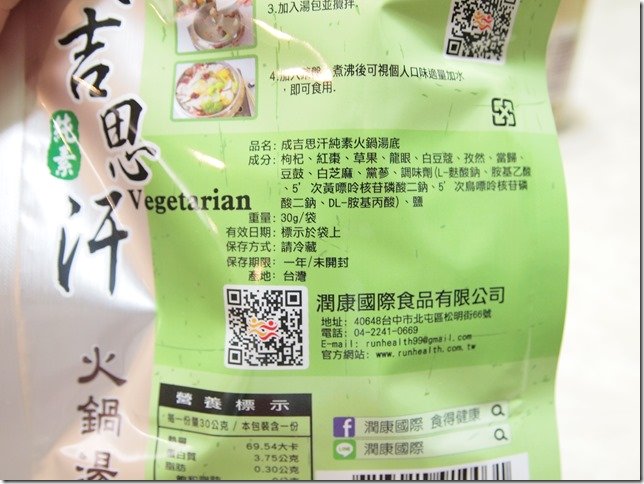 3.加入湯包並攪拌
煮沸後可視個人口味適量加水
，即可食用.
吉思汗
純素
Vegetarian
火鍋湯
品名: 成吉思汗純素火鍋湯底
成分: 枸杞、紅棗、草果、龍眼、白豆蔻、孜然、當歸、
豆豉、白芝麻、黨蔘、調味劑(L-麩酸鈉、胺基乙酸
、5'次黃嘌呤核苷磷酸二鈉、5'次鳥嘌呤核苷磷
酸二鈉、DL-胺基丙酸)、鹽
重量: 30g/袋
有效日期: 標示於袋上
保存方式: 請冷藏
保存期限: 一年/未開封
產地: 台灣
潤康國際食品有限公司
地址: 40648台中市北屯區松明街66號
電話: 04-2241-0669
E-mail: runhealth99@gmail.com
官方網站: www.runhealth.com.tw
營養標示
每一份量30公克 / 本包裝含一份
熱量 69.54大卡
蛋白質 3.75公克
脂肪 0.30公克
f 潤康國際 食得健康
LINE 潤康國際